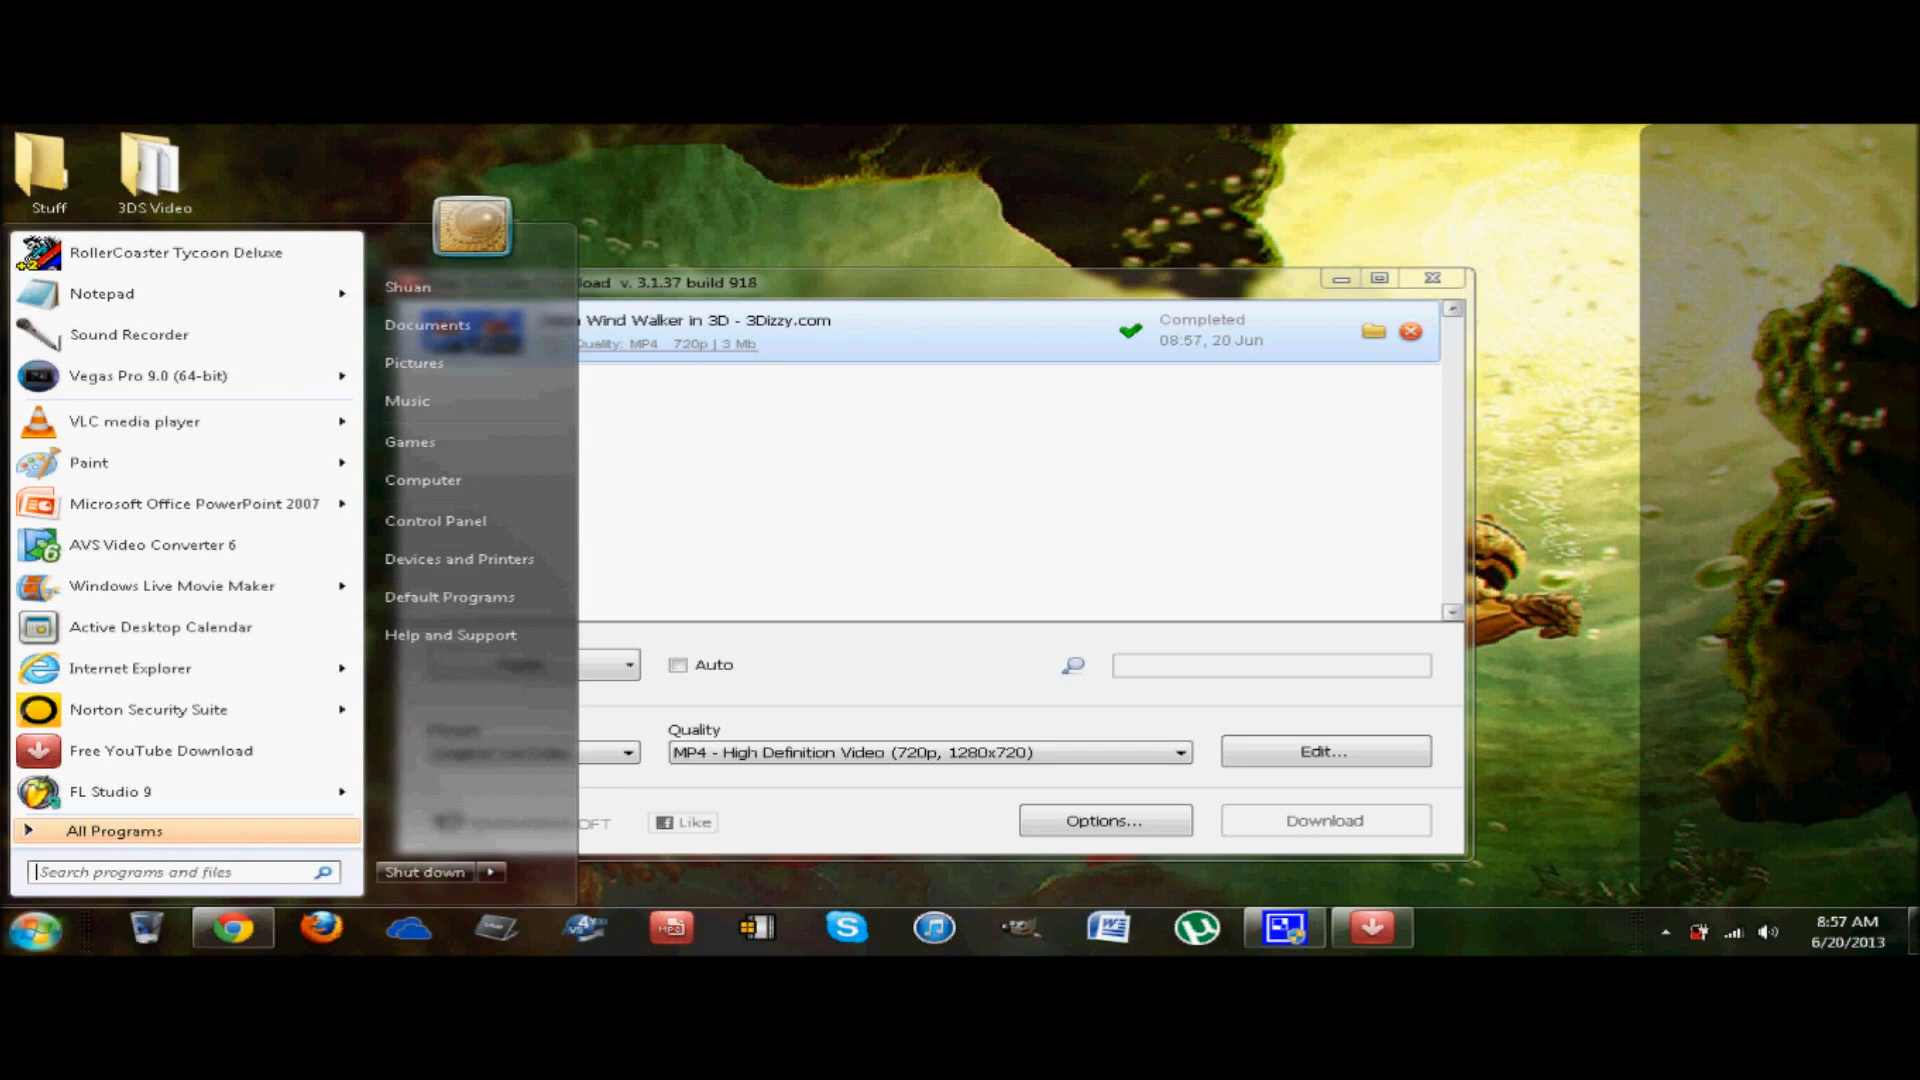 Stuff
3DS Video
RollerCoaster Tycoon Deluxe
Notepad
Sound Recorder
Vegas Pro 9.0 (64-bit)
VLC media player
Paint
Microsoft Office PowerPoint 2007
AVS Video Converter 6
Windows Live Movie Maker
Active Desktop Calendar
Internet Explorer
Norton Security Suite
Free YouTube Download
FL Studio 9
All Programs
Search programs and files
Shuan
Documents
Pictures
Music
Games
Computer
Control Panel
Devices and Printers
Default Programs
Help and Support
Shut down
load v. 3.1.37 build 918
Wind Walker in 3D - 3Dizzy.com
Quality: MP4 720p | 3 Mb
Completed
08:57, 20 Jun
Auto
Quality
MP4 - High Definition Video (720p, 1280x720)
Edit...
OFT
Like
Options...
Download
8:57 AM
6/20/2013